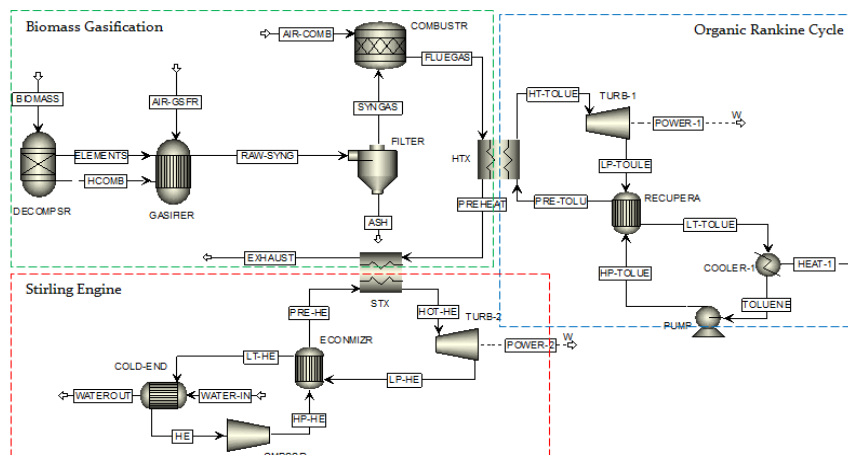 Biomass Gasification
COMBUSTR
Organic Rankine Cycle
AIR-COMB
FLUEGAS
BIOMASS
AIR-GSFR
SYNGAS
HT-TOLUE
TURB-1
W
POWER-1
FILTER
HTX
LP-TOULE
ELEMENTS
RAW-SYNG
RECUPERA
HCOMB
PREHEAT
PRE-TOLU
DECOMPSR
GASIFIER
ASH
LT-TOLUE
EXHAUST
HP-TOLUE
COOLER-1
HEAT-1
Stirling Engine
STX
TOLUENE
PRE-HE
HOT-HE
TURB-2
PUMP
ECONMIZR
W
POWER-2
COLD-END
LT-HE
LP-HE
WATEROUT
WATER-IN
HP-HE
HE